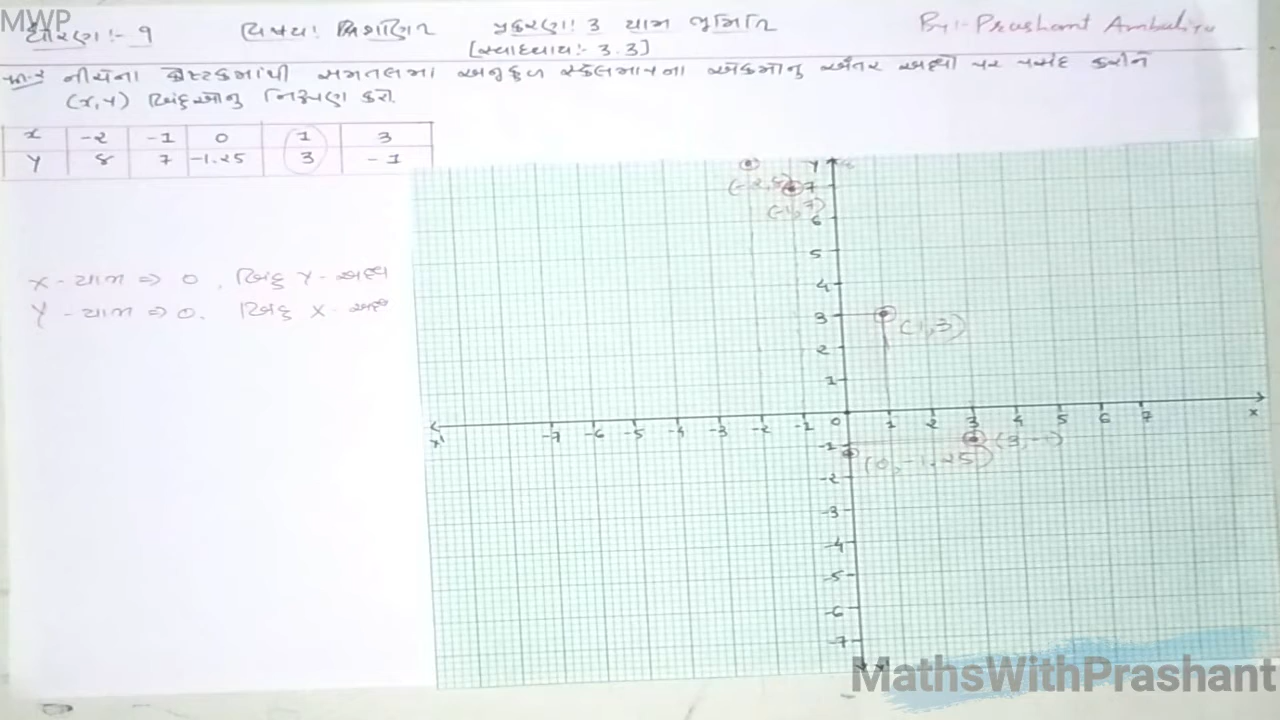 MWP
ધોરણ:- ૧ વિષય: ગણિત પ્રકરણ: 3 યામ ભૂમિતિ By:- Prashant Ambaliya
[સ્વાધ્યાય:- 3.3]
નીચેના કોષ્ટકમાંથી સમતલમાં અનુકૂળ સ્કેલમાપના એકમોનું અંતર અક્ષો પર પસંદ કરીને
(x,y) બિંદુઓનું નિરૂપણ કરો.
x -2 -1 0 1 3
y 8 7 -1.25 3 -1
X - યામ => 0, બિંદુ Y- અક્ષ
Y - યામ => 0. બિંદુ X- અક્ષ
Y
(-2,8) 7
(-1,7) 6
5
4
3
(1,3)
2
1
X' -7 -6 -5 -4 -3 -2 -1 0 1 2 3 4 5 6 7 X
-1 (3,-1)
(0,-1.25)
-2
-3
-4
-5
-6
-7
MathsWithPrashant